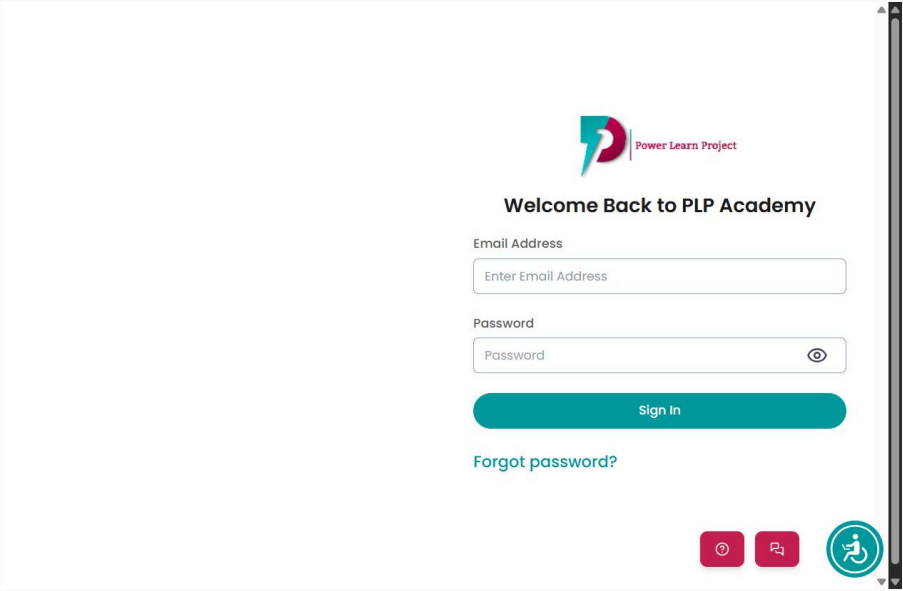 Power Learn Project
Welcome Back to PLP Academy
Email Address
Enter Email Address
Password
Password
Sign In
Forgot password?